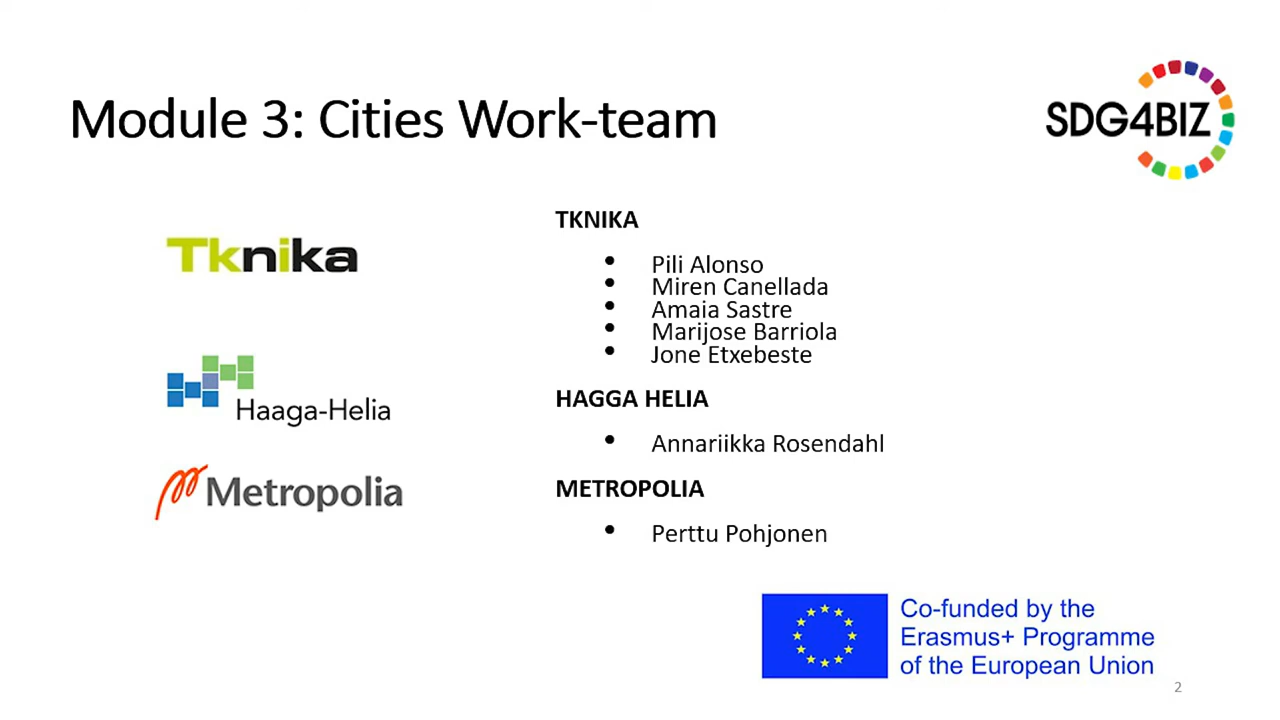 Module 3: Cities Work-team
SDG4BIZ
Tknika
Haaga-Helia
Metropolia
TKNIKA
• Pili Alonso
• Miren Canellada
• Amaia Sastre
• Marijose Barriola
• Jone Etxebeste
HAGGA HELIA
• Annariikka Rosendahl
METROPOLIA
• Perttu Pohjonen
Co-funded by the
Erasmus+ Programme
of the European Union
2